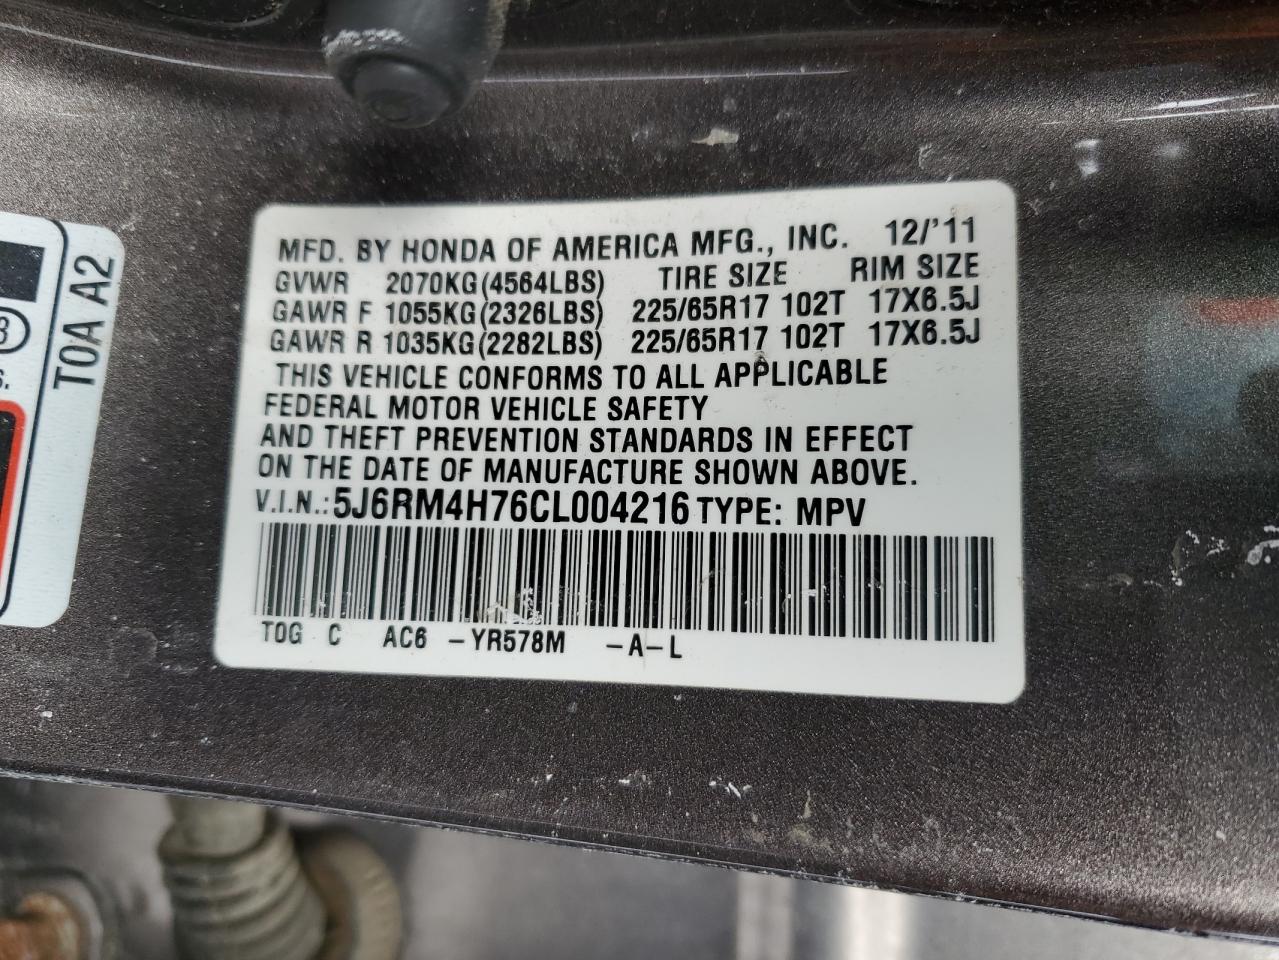 MFD. BY HONDA OF AMERICA MFG., INC. 12/'11
GVWR 2070KG(4564LBS) TIRE SIZE RIM SIZE
GAWR F 1055KG(2326LBS) 225/65R17 102T 17X6.5J
GAWR R 1035KG(2282LBS) 225/65R17 102T 17X6.5J
THIS VEHICLE CONFORMS TO ALL APPLICABLE
FEDERAL MOTOR VEHICLE SAFETY
AND THEFT PREVENTION STANDARDS IN EFFECT
ON THE DATE OF MANUFACTURE SHOWN ABOVE.
V.I.N.: 5J6RM4H76CL004216 TYPE: MPV
T0G C AC6 -YR578M -A-L
T0A A2